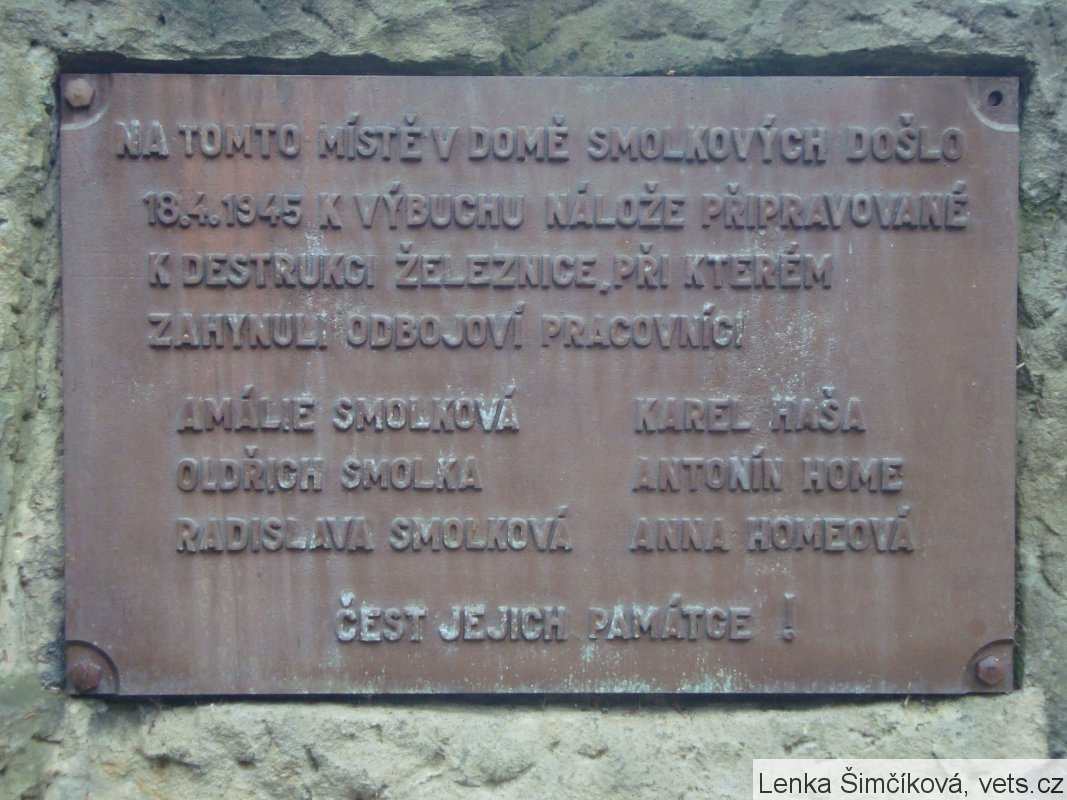 NA TOMTO MÍSTĚ V DOMĚ SMOLKOVÝCH DOŠLO
18.4.1945 K VÝBUCHU NÁLOŽE PŘIPRAVOVANÉ
K DESTRUKCI ŽELEZNICE, PŘI KTERÉM
ZAHYNULI ODBOJOVÍ PRACOVNÍCI
AMÁLIE SMOLKOVÁ KAREL HAŠA
OLDŘICH SMOLKA ANTONÍN HOME
RADISLAVA SMOLKOVÁ ANNA HOMEOVÁ
ČEST JEJICH PAMÁTCE !
Lenka Šimčíková, vets.cz